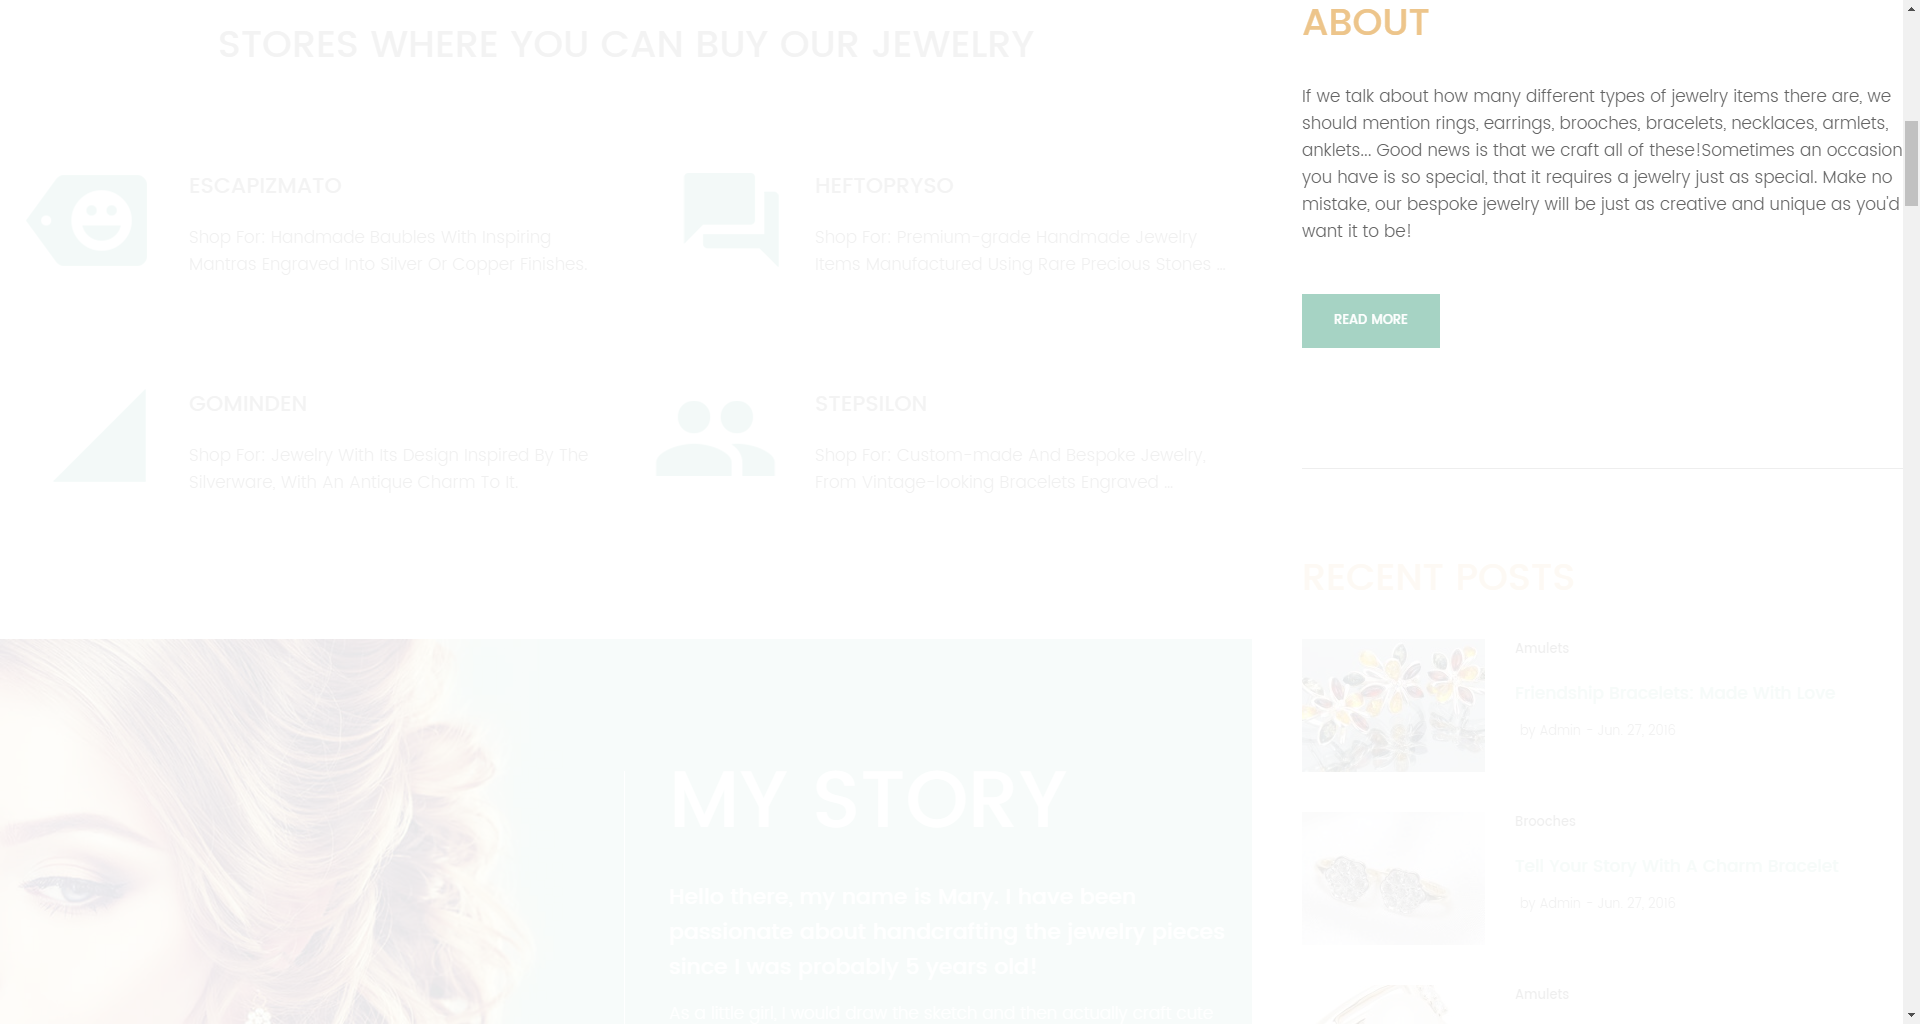 STORES WHERE YOU CAN BUY OUR JEWELRY
ESCAPIZMATO
Shop For: Handmade Baubles With Inspiring
Mantras Engraved Into Silver Or Copper Finishes.
HEFTOPRYSO
Shop For: Premium-grade Handmade Jewelry
Items Manufactured Using Rare Precious Stones ...
GOMINDEN
Shop For: Jewelry With Its Design Inspired By The
Silverware, With An Antique Charm To It.
STEPSILON
Shop For: Custom-made And Bespoke Jewelry,
From Vintage-looking Bracelets Engraved ...
MY STORY
Hello there, my name is Mary. I have been
passionate about handcrafting the jewelry pieces
since I was probably 5 years old!
As a little girl, I would draw the sketch and then actually craft cute
ABOUT
If we talk about how many different types of jewelry items there are, we
should mention rings, earrings, brooches, bracelets, necklaces, armlets,
anklets... Good news is that we craft all of these!Sometimes an occasion
you have is so special, that it requires a jewelry just as special. Make no
mistake, our bespoke jewelry will be just as creative and unique as you'd
want it to be!
READ MORE
RECENT POSTS
Amulets
Friendship Bracelets: Made With Love
by Admin - Jun, 27, 2016
Brooches
Tell Your Story With A Charm Bracelet
by Admin - Jun, 27, 2016
Amulets